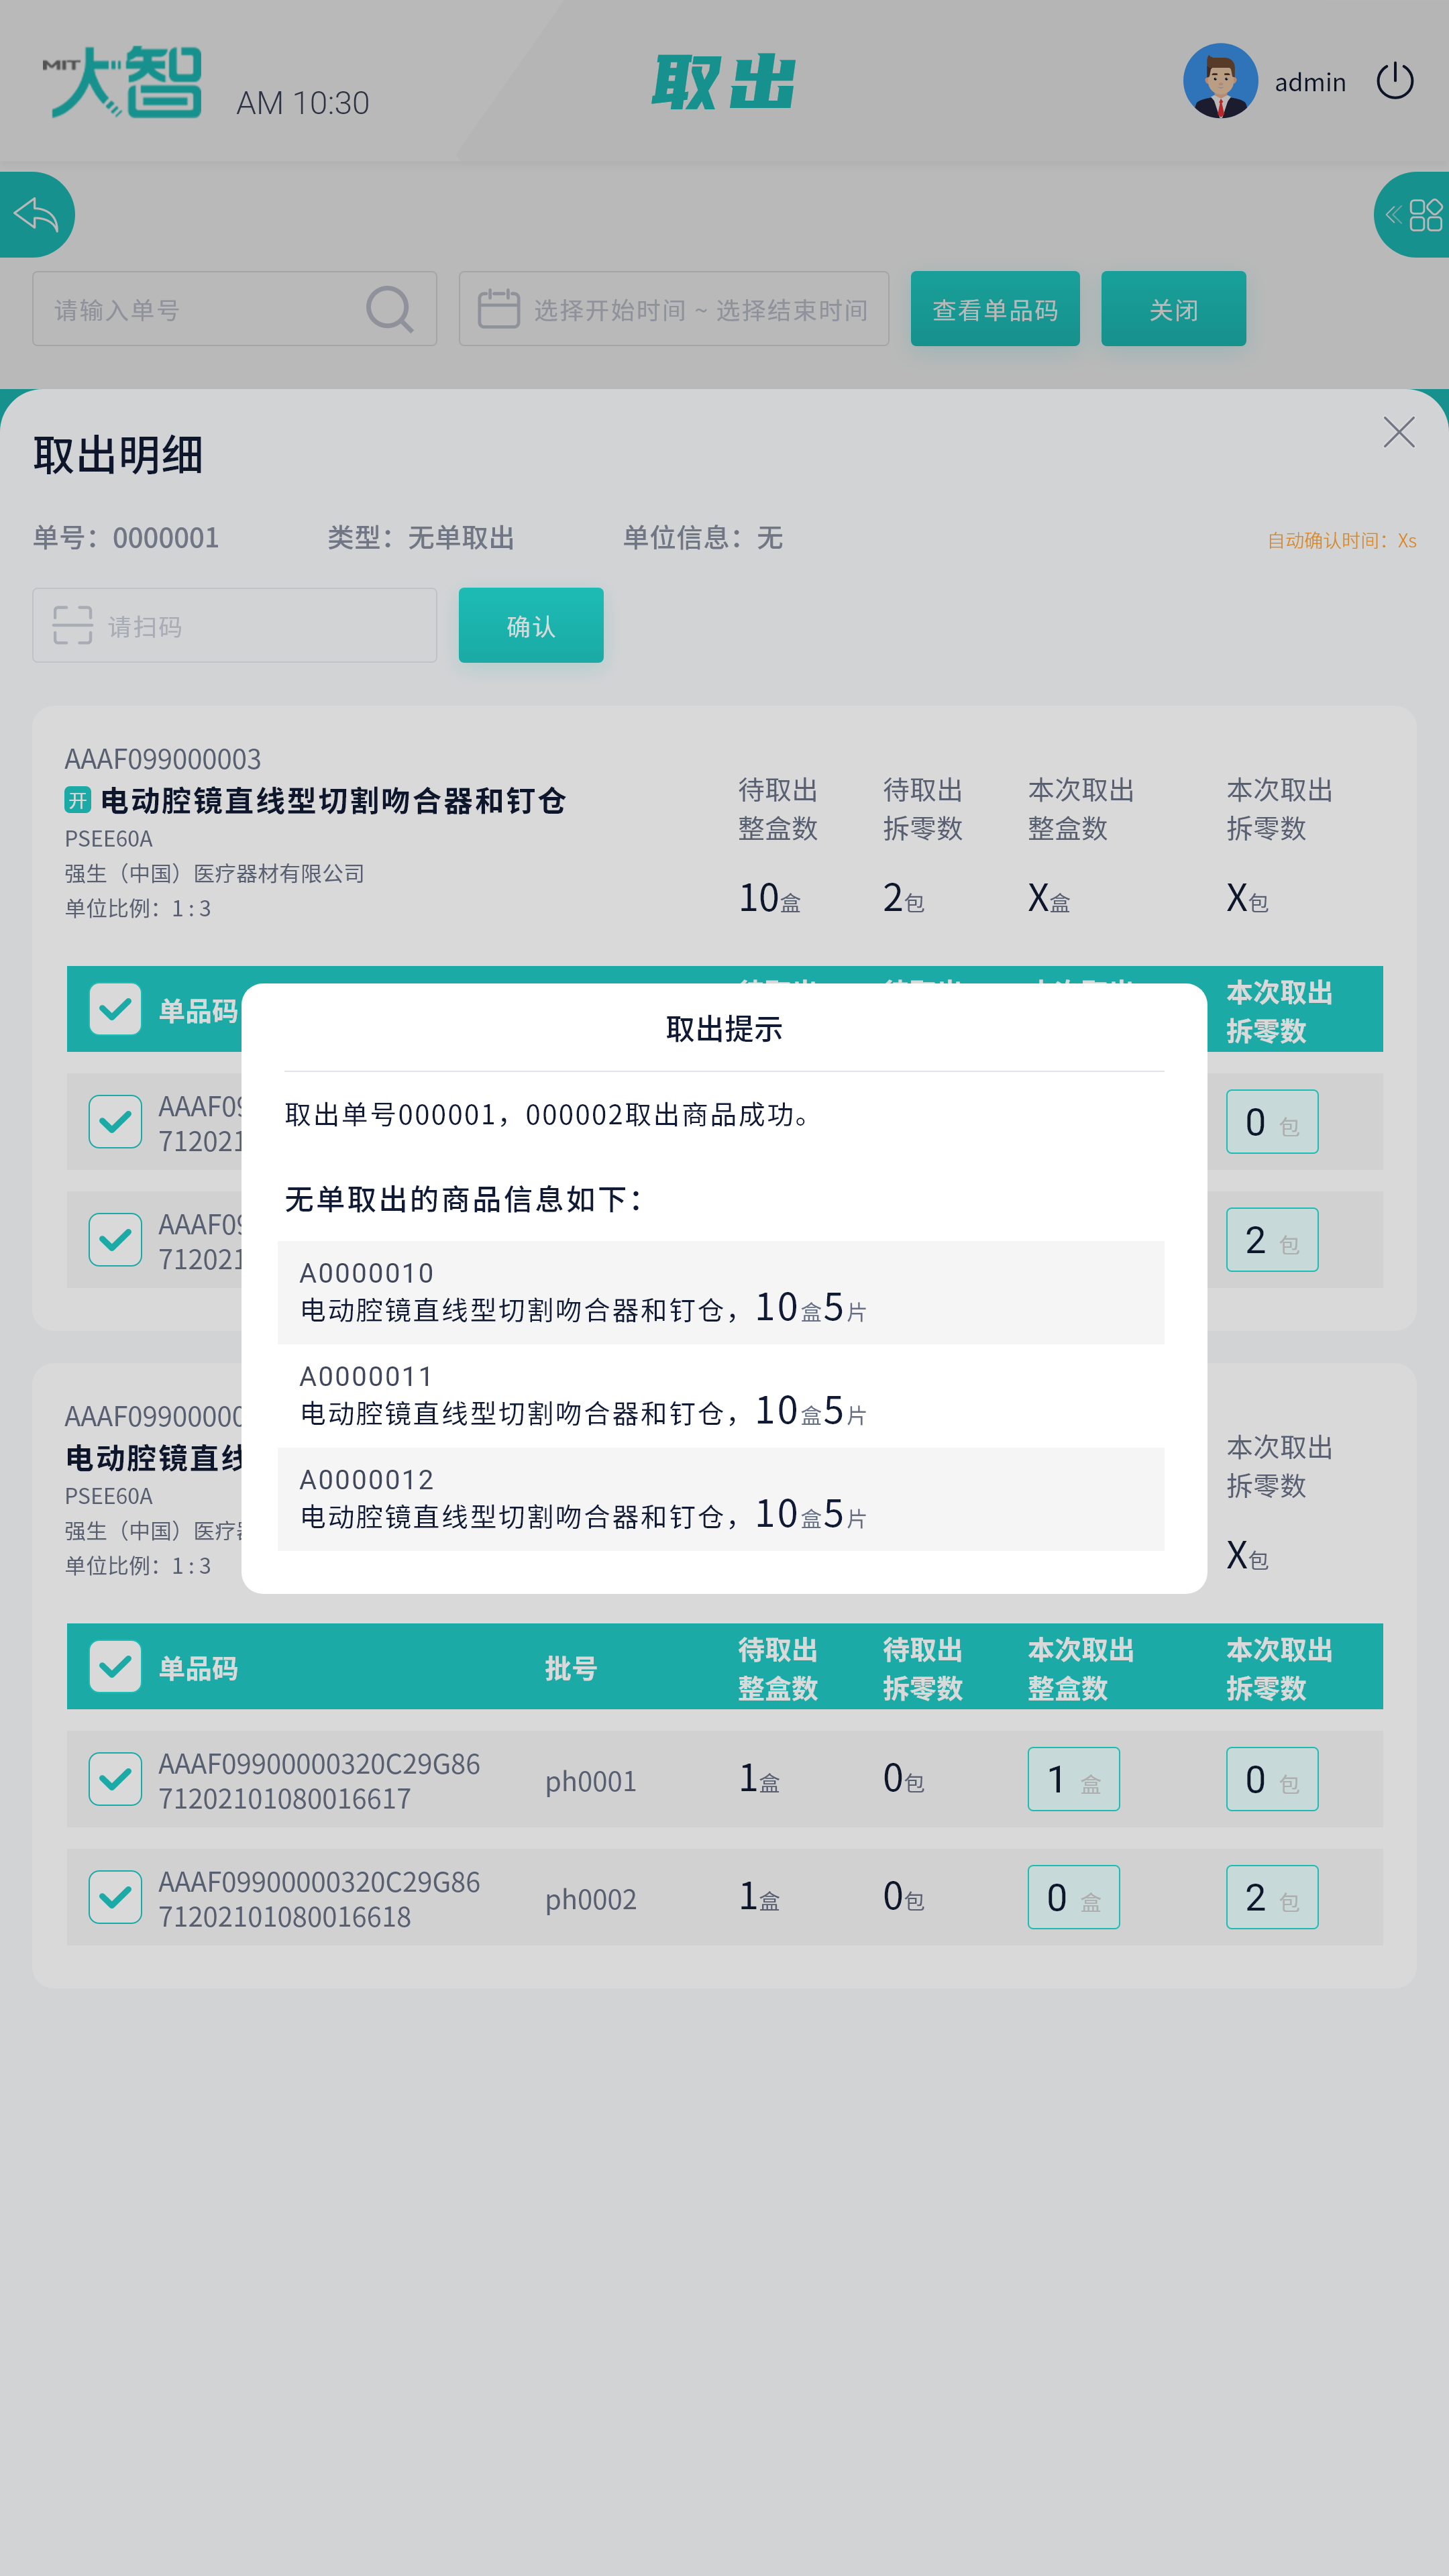 MIT大智
AM 10:30
取出
admin
请输入单号
选择开始时间 ~ 选择结束时间
查看单品码
关闭
取出明细
单号：0000001
类型：无单取出
单位信息：无
自动确认时间：Xs
请扫码
确认
AAAF099000003
开 电动腔镜直线型切割吻合器和钉仓
PSEE60A
强生（中国）医疗器材有限公司
单位比例：1 : 3
待取出
整盒数
待取出
拆零数
本次取出
整盒数
本次取出
拆零数
10盒
2包
X盒
X包
单品码
本次取出
拆零数
0 包
2 包
取出提示
取出单号000001，000002取出商品成功。
无单取出的商品信息如下：
A0000010
电动腔镜直线型切割吻合器和钉仓，10盒5片
A0000011
电动腔镜直线型切割吻合器和钉仓，10盒5片
A0000012
电动腔镜直线型切割吻合器和钉仓，10盒5片
电动腔镜直线
PSEE60A
强生（中国）医疗
单位比例：1 : 3
本次取出
拆零数
X包
单品码
批号
待取出
整盒数
待取出
拆零数
本次取出
整盒数
本次取出
拆零数
AAAF09900000320C29G86
71202101080016617
ph0001
1盒
0包
1 盒
0 包
AAAF09900000320C29G86
71202101080016618
ph0002
1盒
0包
0 盒
2 包